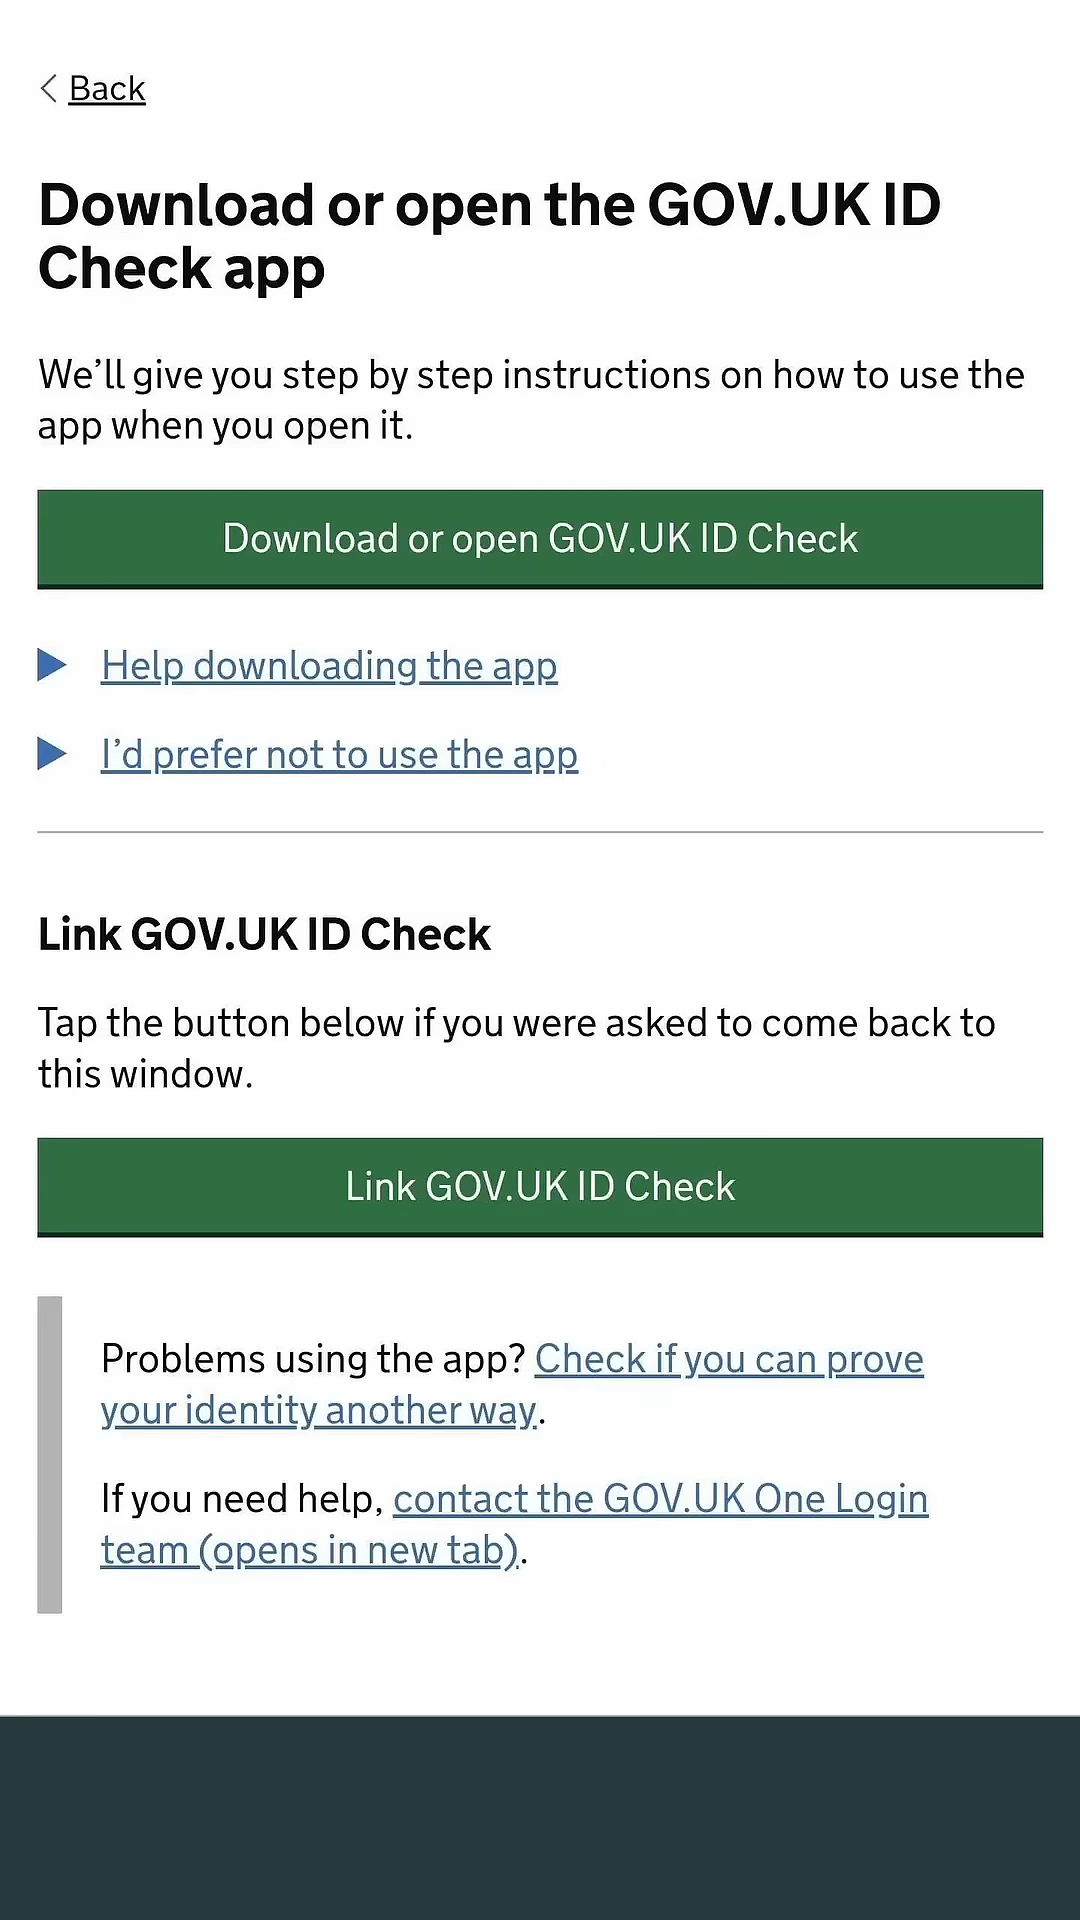 Back
Download or open the GOV.UK ID
Check app
We’ll give you step by step instructions on how to use the
app when you open it.
Download or open GOV.UK ID Check
Help downloading the app
I’d prefer not to use the app
Link GOV.UK ID Check
Tap the button below if you were asked to come back to
this window.
Link GOV.UK ID Check
Problems using the app? Check if you can prove
your identity another way.
If you need help, contact the GOV.UK One Login
team (opens in new tab).